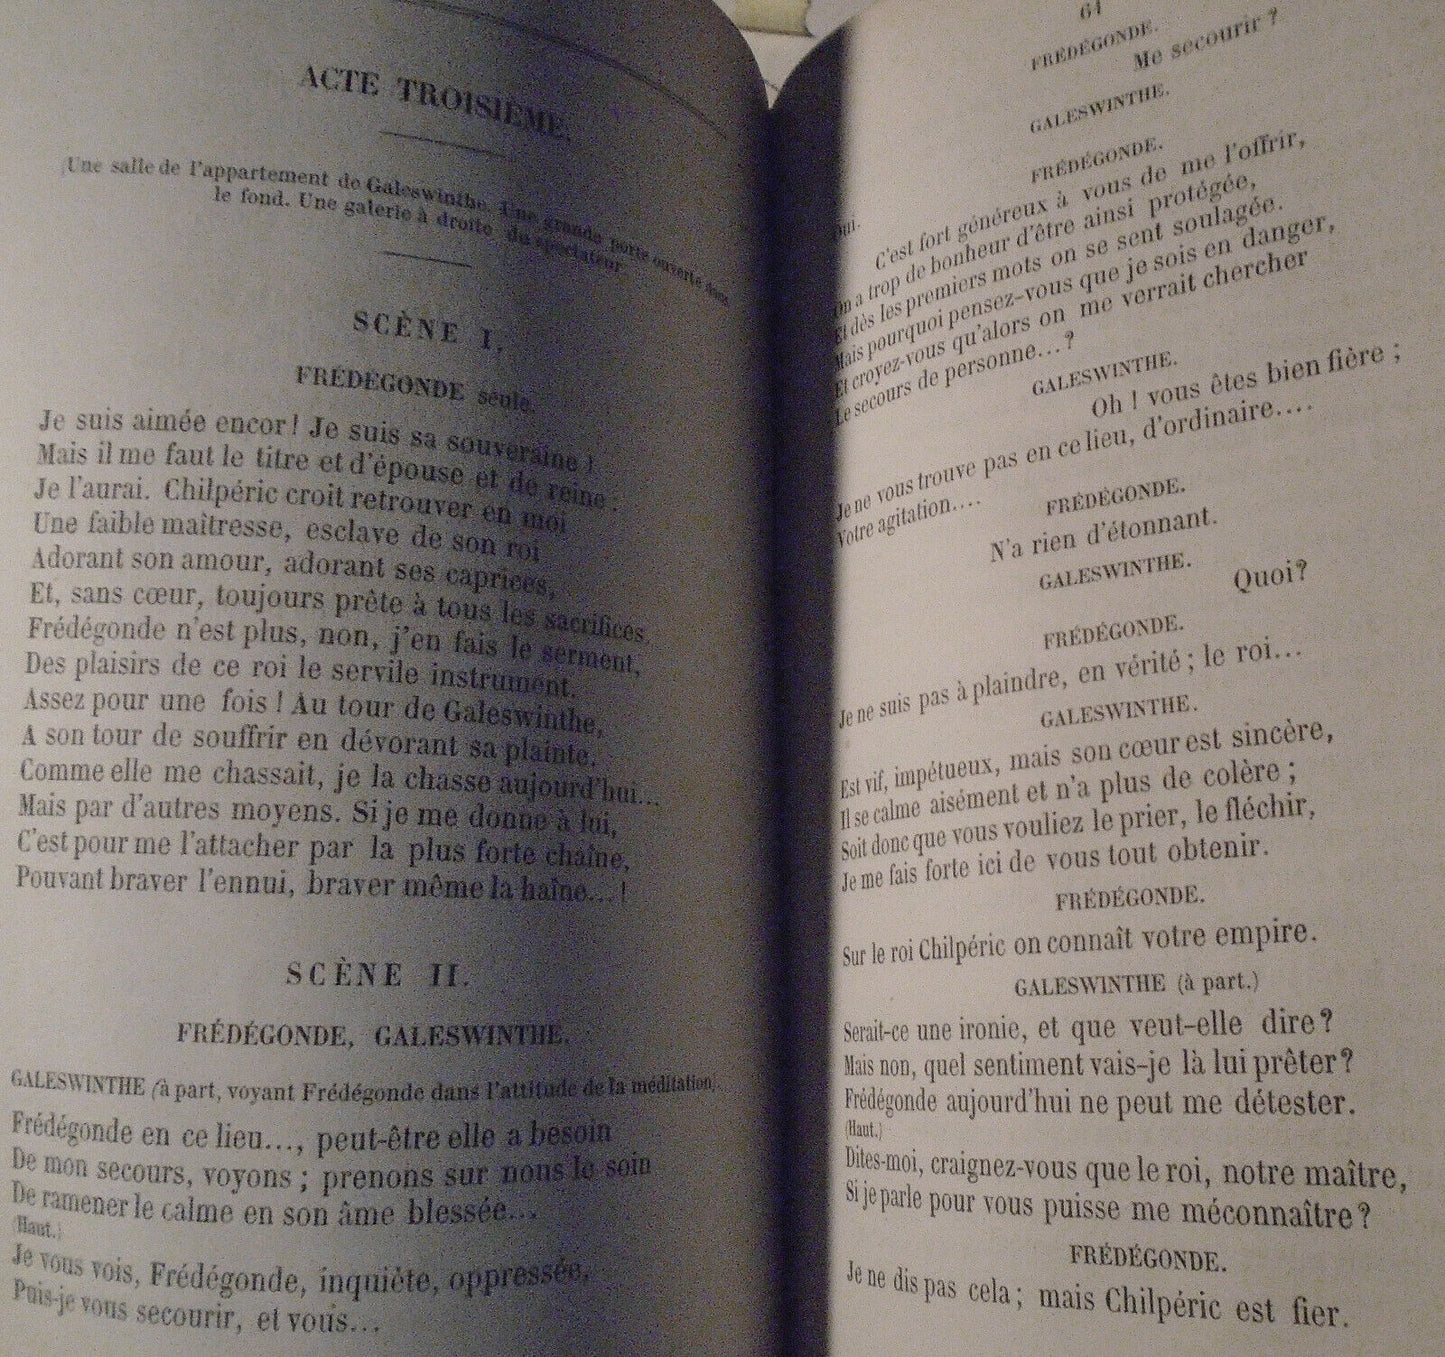 ACTE TROISIÈME.
Une salle de l'appartement de Galeswinthe. Une grande porte ouverte dans
le fond. Une galerie à droite du spectateur.
SCÈNE I.
FRÉDÉGONDE seule.
Je suis aimée encor! Je suis sa souveraine!
Mais il me faut le titre et d'épouse et de reine;
Je l'aurai. Chilpéric croit retrouver en moi
Une faible maîtresse, esclave de son roi
Adorant son amour, adorant ses caprices,
Et, sans cœur, toujours prête à tous les sacrifices.
Frédégonde n'est plus, non, j'en fais le serment,
Des plaisirs de ce roi le servile instrument.
Assez pour une fois! Au tour de Galeswinthe,
A son tour de souffrir en dévorant sa plainte.
Comme elle me chassait, je la chasse aujourd'hui...
Mais par d'autres moyens. Si je me donne à lui,
C'est pour me l'attacher par la plus forte chaîne,
Pouvant braver l'ennui, braver même la haîne...!
SCÈNE II.
FRÉDÉGONDE, GALESWINTHE.
GALESWINTHE (à part, voyant Frédégonde dans l'attitude de la méditation).
Frédégonde en ce lieu..., peut-être elle a besoin
De mon secours, voyons; prenons sur nous le soin
De ramener le calme en son âme blessée...
(Haut.)
Je vous vois, Frédégonde, inquiète, oppressée,
Puis-je vous secourir, et vous...
64
FRÉDÉGONDE.
Me secourir?
GALESWINTHE.
Oui.
FRÉDÉGONDE.
C'est fort généreux à vous de me l'offrir,
On a trop de bonheur d'être ainsi protégée,
Et dès les premiers mots on se sent soulagée.
Mais pourquoi pensez-vous que je sois en danger,
Et croyez-vous qu'alors on me verrait chercher
Le secours de personne...?
GALESWINTHE.
Oh! vous êtes bien fière;
Je ne vous trouve pas en ce lieu, d'ordinaire....
Votre agitation....
FRÉDÉGONDE.
N'a rien d'étonnant.
GALESWINTHE.
Quoi?
FRÉDÉGONDE.
Je ne suis pas à plaindre, en vérité; le roi...
GALESWINTHE.
Est vif, impétueux, mais son cœur est sincère,
Il se calme aisément et n'a plus de colère;
Soit donc que vous vouliez le prier, le fléchir,
Je me fais forte ici de vous tout obtenir.
FRÉDÉGONDE.
Sur le roi Chilpéric on connaît votre empire.
GALESWINTHE (à part.)
Serait-ce une ironie, et que veut-elle dire?
Mais non, quel sentiment vais-je là lui prêter?
Frédégonde aujourd'hui ne peut me détester.
(Haut.)
Dites-moi, craignez-vous que le roi, notre maître,
Si je parle pour vous puisse me méconnaître?
FRÉDÉGONDE.
Je ne dis pas cela; mais Chilpéric est fier.